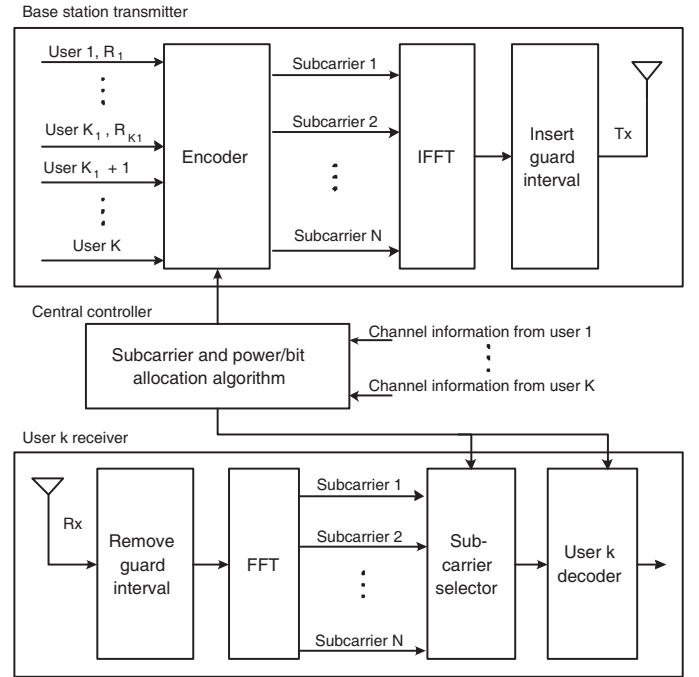 Base station transmitter
User 1, R1
User K1 , RK1
User K1 + 1
User K
Encoder
Subcarrier 1
Subcarrier 2
Subcarrier N
IFFT
Insert
guard
interval
Tx
Central controller
Subcarrier and power/bit
allocation algorithm
Channel information from user 1
Channel information from user K
User k receiver
Rx
Remove
guard
interval
FFT
Subcarrier 1
Subcarrier 2
Subcarrier N
Sub-
carrier
selector
User k
decoder